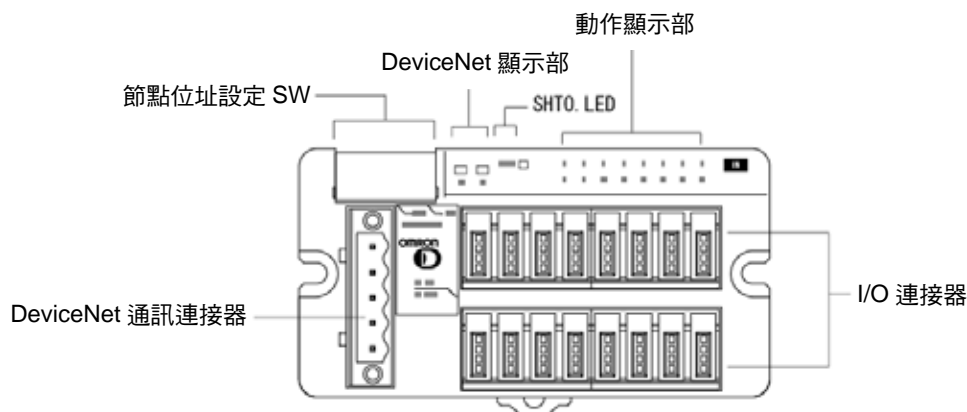 動作顯示部
DeviceNet 顯示部
節點位址設定 SW
SHTO. LED
IN
OMRON
DeviceNet 通訊連接器
I/O 連接器